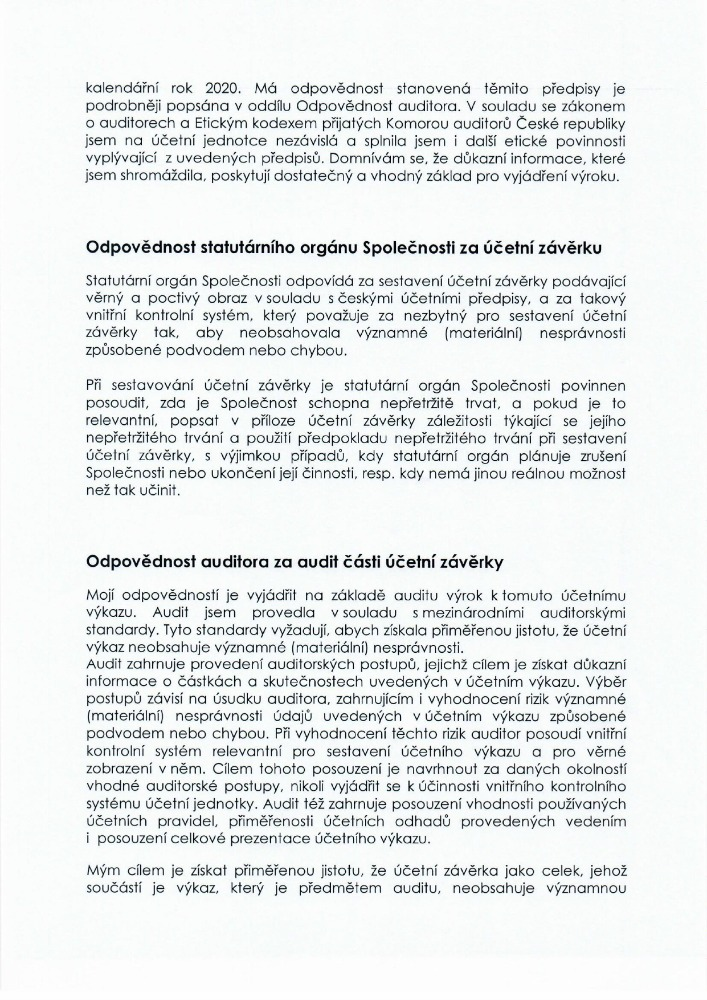 kalendářní rok 2020. Má odpovědnost stanovená těmito předpisy je
podrobněji popsána v oddílu Odpovědnost auditora. V souladu se zákonem
o auditorech a Etickým kodexem přijatých Komorou auditorů České republiky
jsem na účetní jednotce nezávislá a splnila jsem i další etické povinnosti
vyplývající z uvedených předpisů. Domnívám se, že důkazní informace, které
jsem shromáždila, poskytují dostatečný a vhodný základ pro vyjádření výroku.
Odpovědnost statutárního orgánu Společnosti za účetní závěrku
Statutární orgán Společnosti odpovídá za sestavení účetní závěrky podávající
věrný a poctivý obraz v souladu s českými účetními předpisy, a za takový
vnitřní kontrolní systém, který považuje za nezbytný pro sestavení účetní
závěrky tak, aby neobsahovala významné (materiální) nesprávnosti
způsobené podvodem nebo chybou.
Při sestavování účetní závěrky je statutární orgán Společnosti povinnen
posoudit, zda je Společnost schopna nepřetržitě trvat, a pokud je to
relevantní, popsat v příloze účetní závěrky záležitosti týkající se jejího
nepřetržitého trvání a použití předpokladu nepřetržitého trvání při sestavení
účetní závěrky, s výjimkou případů, kdy statutární orgán plánuje zrušení
Společnosti nebo ukončení její činnosti, resp. kdy nemá jinou reálnou možnost
než tak učinit.
Odpovědnost auditora za audit části účetní závěrky
Mojí odpovědností je vyjádřit na základě auditu výrok k tomuto účetnímu
výkazu. Audit jsem provedla v souladu s mezinárodními auditorskými
standardy. Tyto standardy vyžadují, abych získala přiměřenou jistotu, že účetní
výkaz neobsahuje významné (materiální) nesprávnosti.
Audit zahrnuje provedení auditorských postupů, jejichž cílem je získat důkazní
informace o částkách a skutečnostech uvedených v účetním výkazu. Výběr
postupů závisí na úsudku auditora, zahrnujícím i vyhodnocení rizik významné
(materiální) nesprávnosti údajů uvedených v účetním výkazu způsobené
podvodem nebo chybou. Při vyhodnocení těchto rizik auditor posoudí vnitřní
kontrolní systém relevantní pro sestavení účetního výkazu a pro věrné
zobrazení v něm. Cílem tohoto posouzení je navrhnout za daných okolností
vhodné auditorské postupy, nikoli vyjádřit se k účinnosti vnitřního kontrolního
systému účetní jednotky. Audit též zahrnuje posouzení vhodnosti používaných
účetních pravidel, přiměřenosti účetních odhadů provedených vedením
i posouzení celkové prezentace účetního výkazu.
Mým cílem je získat přiměřenou jistotu, že účetní závěrka jako celek, jehož
součástí je výkaz, který je předmětem auditu, neobsahuje významnou